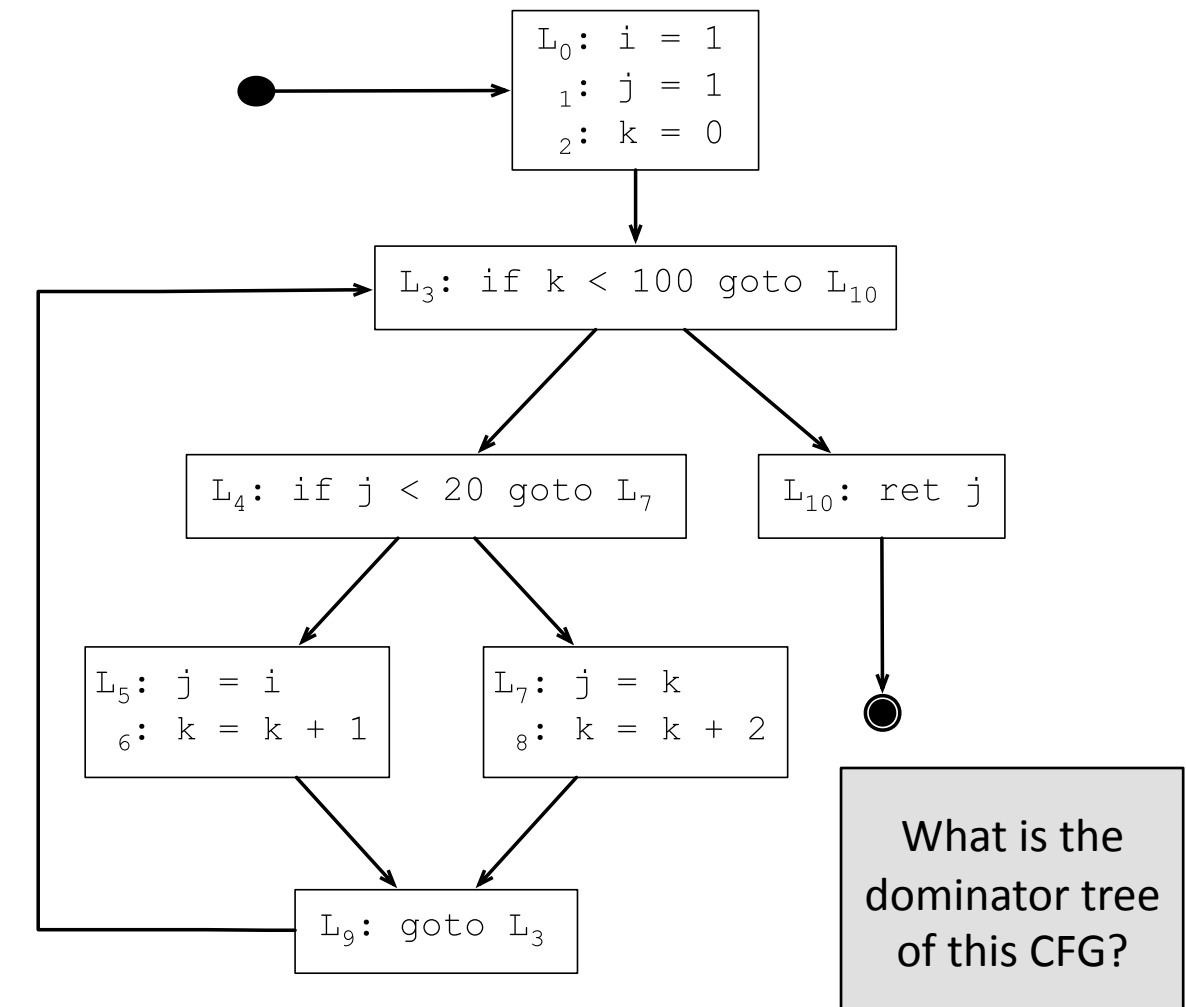 L₀: i = 1
₁: j = 1
₂: k = 0
L₃: if k < 100 goto L₁₀
L₄: if j < 20 goto L₇
L₁₀: ret j
L₅: j = i
₆: k = k + 1
L₇: j = k
₈: k = k + 2
L₉: goto L₃
What is the
dominator tree
of this CFG?